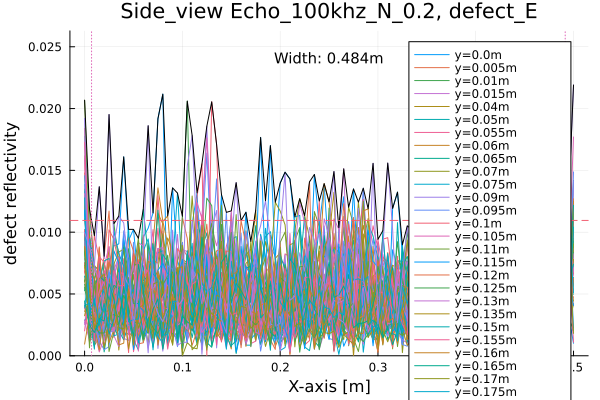 Side_view Echo_100khz_N_0.2, defect_E
Width: 0.484m
defect reflectivity
0.025
0.020
0.015
0.010
0.005
0.000
0.0
0.1
0.2
0.3
.5
X-axis [m]
y=0.0m
y=0.005m
y=0.01m
y=0.015m
y=0.04m
y=0.05m
y=0.055m
y=0.06m
y=0.065m
y=0.07m
y=0.075m
y=0.09m
y=0.095m
y=0.1m
y=0.105m
y=0.11m
y=0.115m
y=0.12m
y=0.125m
y=0.13m
y=0.135m
y=0.15m
y=0.155m
y=0.16m
y=0.165m
y=0.17m
y=0.175m